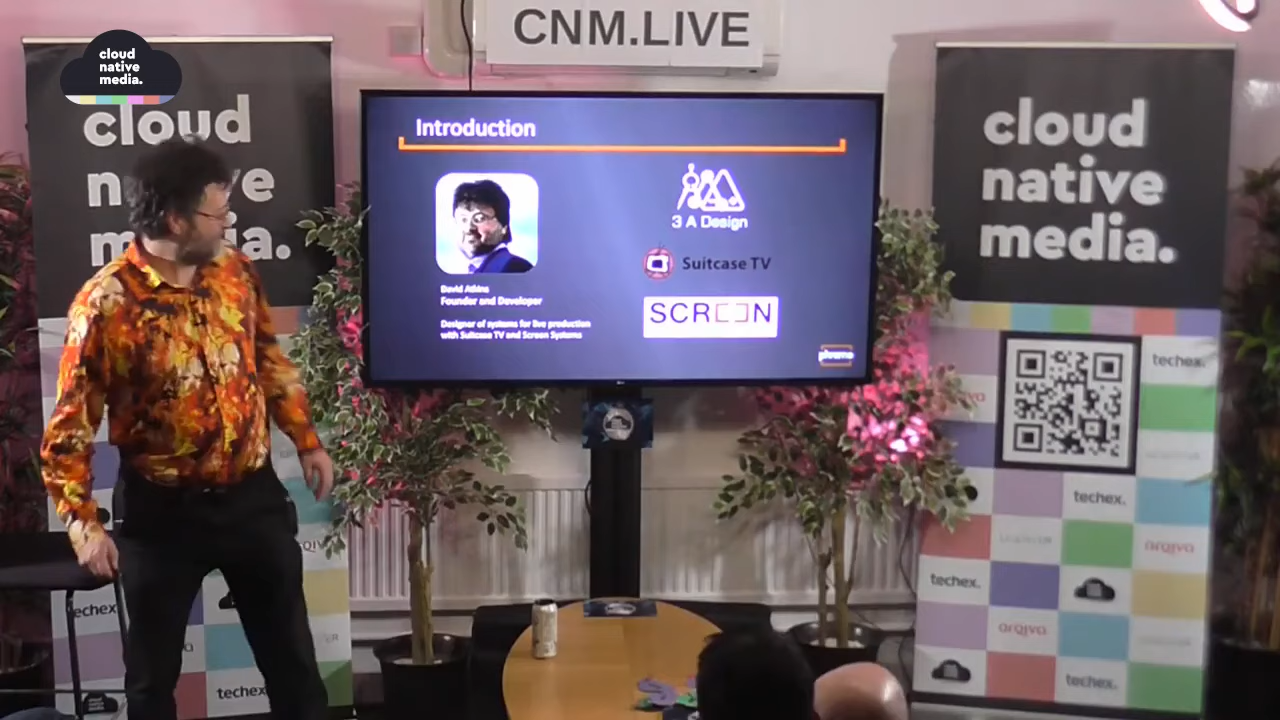 CNM.LIVE
cloud
native
media.
cloud
media.
Introduction
David Atkins
Founder and Developer
Designer of systems for live production
with Suitcase TV and Screen Systems
3 A Design
Suitcase TV
SCREEN
cloud
native
media.
techex.
techex.
arqiva
techex.
arqiva
techex.
techex